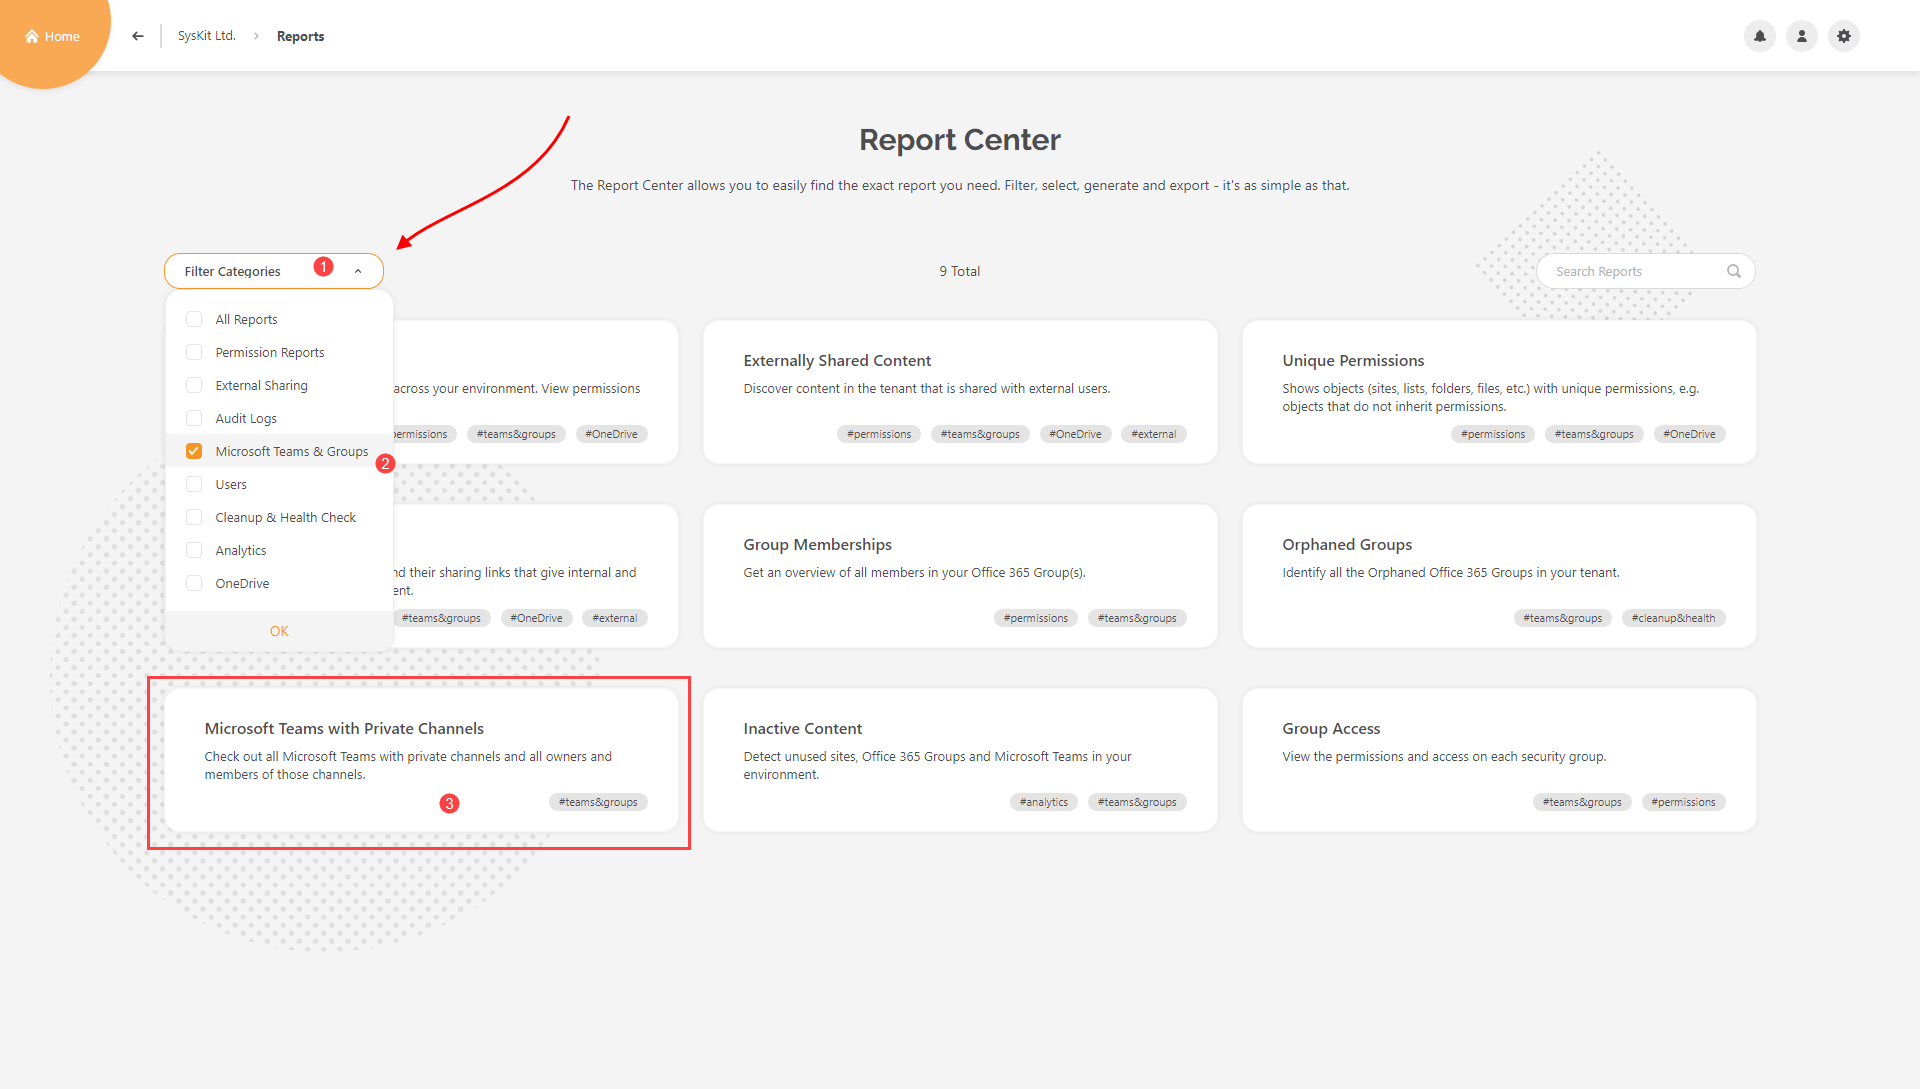 Home
SysKit Ltd. > Reports
Report Center
The Report Center allows you to easily find the exact report you need. Filter, select, generate and export - it's as simple as that.
Filter Categories 1
9 Total
Search Reports
All Reports
Permission Reports
External Sharing
Audit Logs
Microsoft Teams & Groups 2
Users
Cleanup & Health Check
Analytics
OneDrive
OK
across your environment. View permissions
#teams&groups #OneDrive
Externally Shared Content
Discover content in the tenant that is shared with external users.
#permissions #teams&groups #OneDrive #external
Unique Permissions
Shows objects (sites, lists, folders, files, etc.) with unique permissions, e.g.
objects that do not inherit permissions.
#permissions #teams&groups #OneDrive
their sharing links that give internal and
#teams&groups #OneDrive #external
Group Memberships
Get an overview of all members in your Office 365 Group(s).
#permissions #teams&groups
Orphaned Groups
Identify all the Orphaned Office 365 Groups in your tenant.
#teams&groups #cleanup&health
Microsoft Teams with Private Channels
Check out all Microsoft Teams with private channels and all owners and
members of those channels.
3 #teams&groups
Inactive Content
Detect unused sites, Office 365 Groups and Microsoft Teams in your
environment.
#analytics #teams&groups
Group Access
View the permissions and access on each security group.
#teams&groups #permissions